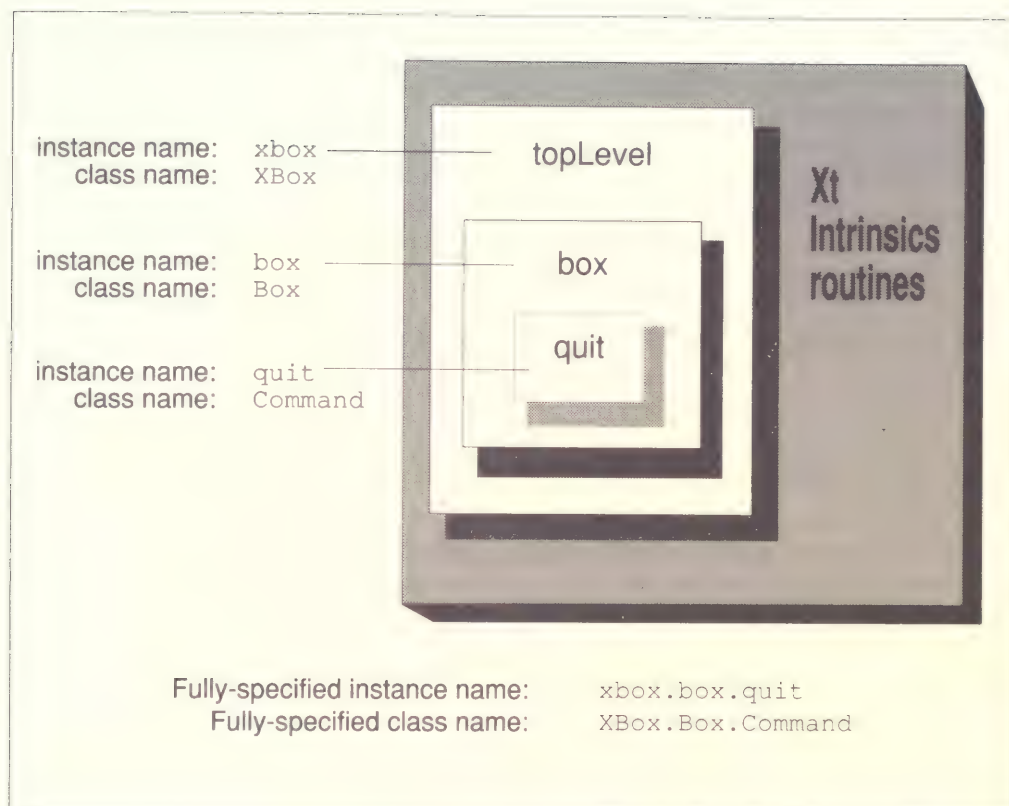 instance name: xbox
class name: XBox
topLevel
Xt
Intrinsics
routines
instance name: box
class name: Box
box
instance name: quit
class name: Command
quit
Fully-specified instance name: xbox.box.quit
Fully-specified class name: XBox.Box.Command